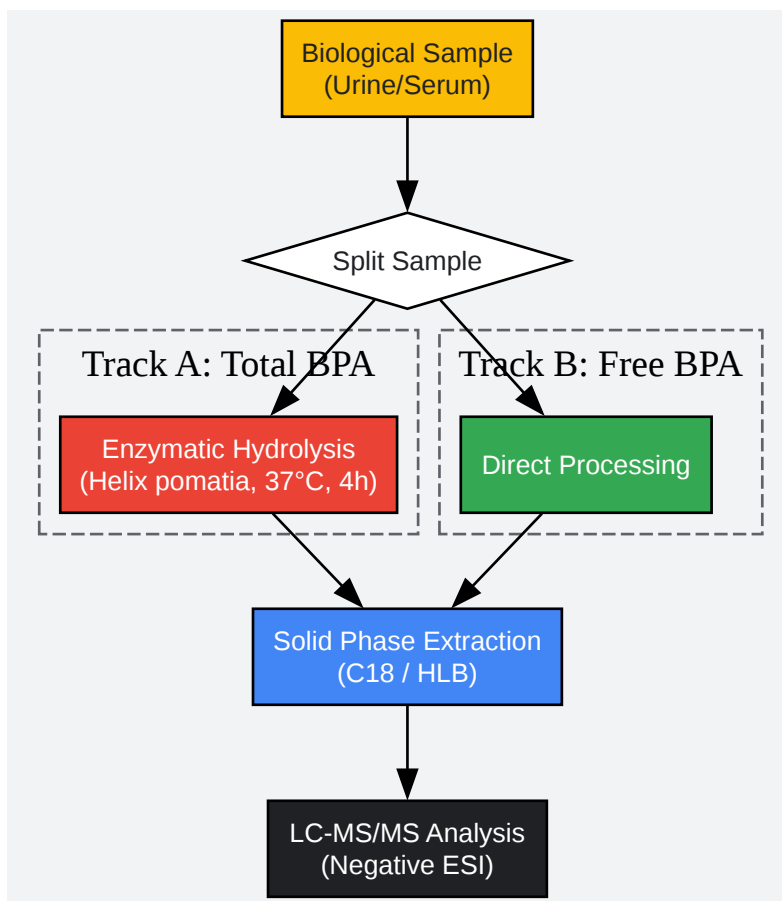 Biological Sample
(Urine/Serum)
Split Sample
Track A: Total BPA
Track B: Free BPA
Enzymatic Hydrolysis
(Helix pomatia, 37°C, 4h)
Direct Processing
Solid Phase Extraction
(C18 / HLB)
LC-MS/MS Analysis
(Negative ESI)